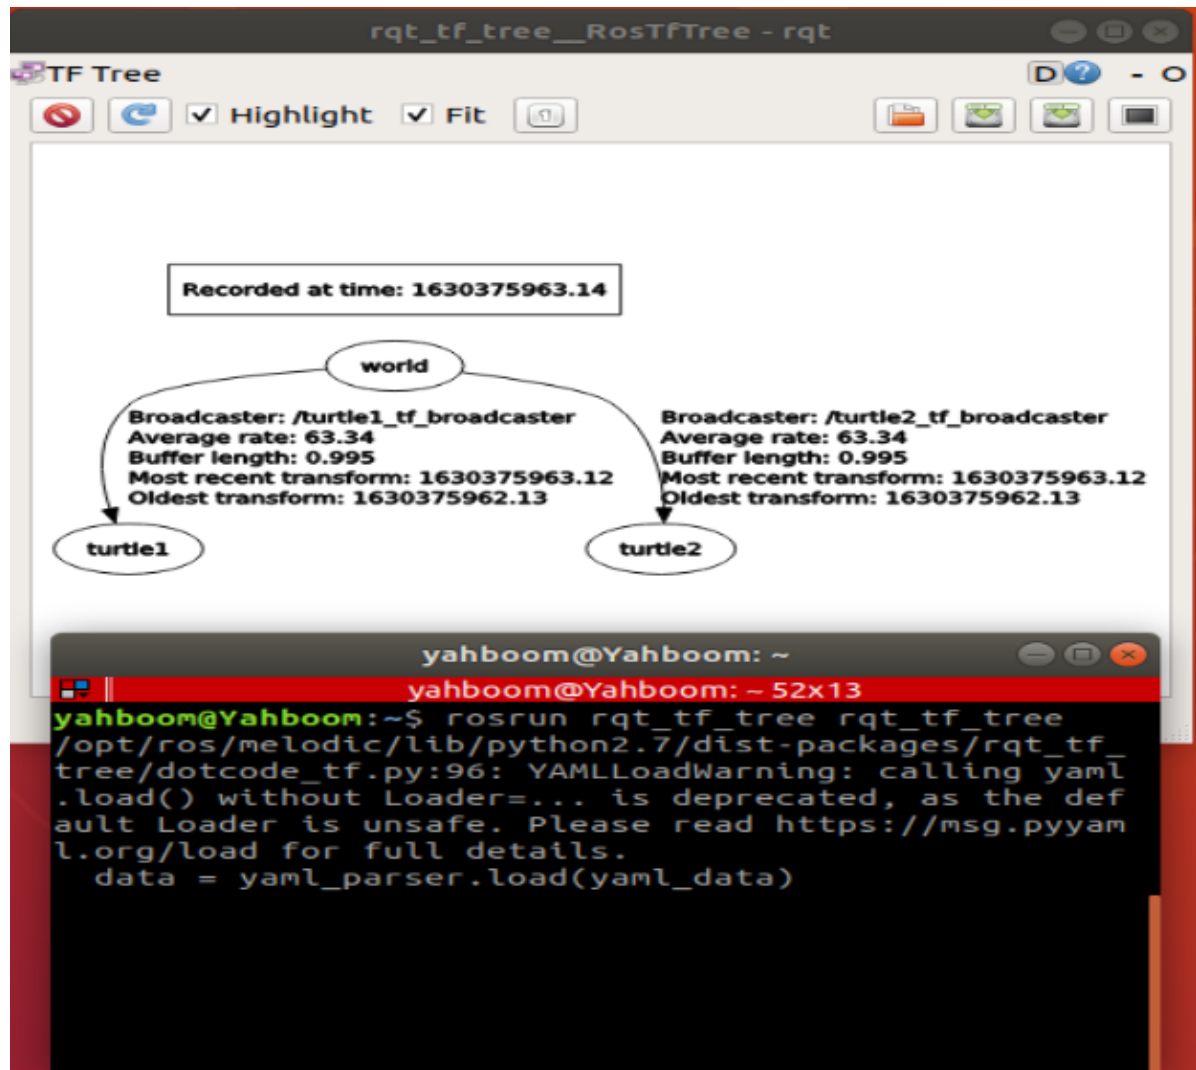 rqt_tf_tree__RosTfTree - rqt
TF Tree
D
? - O
Highlight Fit
Recorded at time: 1630375963.14
world
Broadcaster: /turtle1_tf_broadcaster
Average rate: 63.34
Buffer length: 0.995
Most recent transform: 1630375963.12
Oldest transform: 1630375962.13
Broadcaster: /turtle2_tf_broadcaster
Average rate: 63.34
Buffer length: 0.995
Most recent transform: 1630375963.12
Oldest transform: 1630375962.13
turtle1
turtle2
yahboom@Yahboom: ~
yahboom@Yahboom: ~ 52x13
yahboom@Yahboom:~$ rosrun rqt_tf_tree rqt_tf_tree
/opt/ros/melodic/lib/python2.7/dist-packages/rqt_tf_
tree/dotcode_tf.py:96: YAMLLoadWarning: calling yaml
.load() without Loader=... is deprecated, as the def
ault Loader is unsafe. Please read https://msg.pyyam
l.org/load for full details.
data = yaml_parser.load(yaml_data)